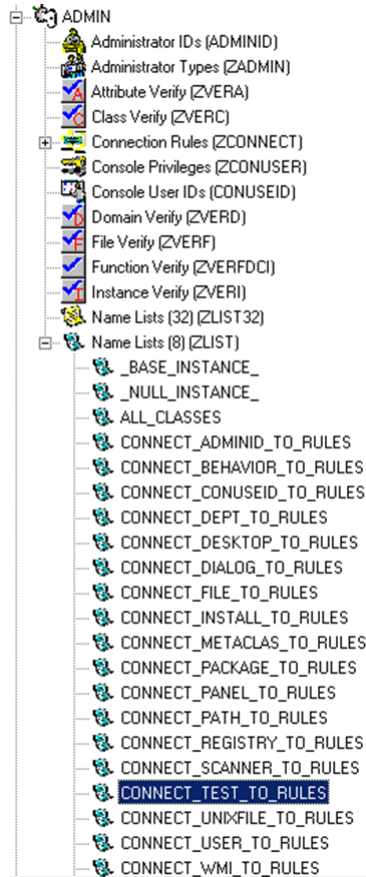 ADMIN
Administrator IDs (ADMINID)
Administrator Types (ZADMIN)
Attribute Verify (ZVERA)
Class Verify (ZVERC)
Connection Rules (ZCONNECT)
Console Privileges (ZCONUSER)
Console User IDs (CONUSEID)
Domain Verify (ZVERD)
File Verify (ZVERF)
Function Verify (ZVERFDCI)
Instance Verify (ZVERI)
Name Lists (32) (ZLIST32)
Name Lists (8) (ZLIST)
_BASE_INSTANCE_
_NULL_INSTANCE_
ALL_CLASSES
CONNECT_ADMINID_TO_RULES
CONNECT_BEHAVIOR_TO_RULES
CONNECT_CONUSEID_TO_RULES
CONNECT_DEPT_TO_RULES
CONNECT_DESKTOP_TO_RULES
CONNECT_DIALOG_TO_RULES
CONNECT_FILE_TO_RULES
CONNECT_INSTALL_TO_RULES
CONNECT_METACLAS_TO_RULES
CONNECT_PACKAGE_TO_RULES
CONNECT_PANEL_TO_RULES
CONNECT_PATH_TO_RULES
CONNECT_REGISTRY_TO_RULES
CONNECT_SCANNER_TO_RULES
CONNECT_TEST_TO_RULES
CONNECT_UNIXFILE_TO_RULES
CONNECT_USER_TO_RULES
CONNECT_WMI_TO_RULES